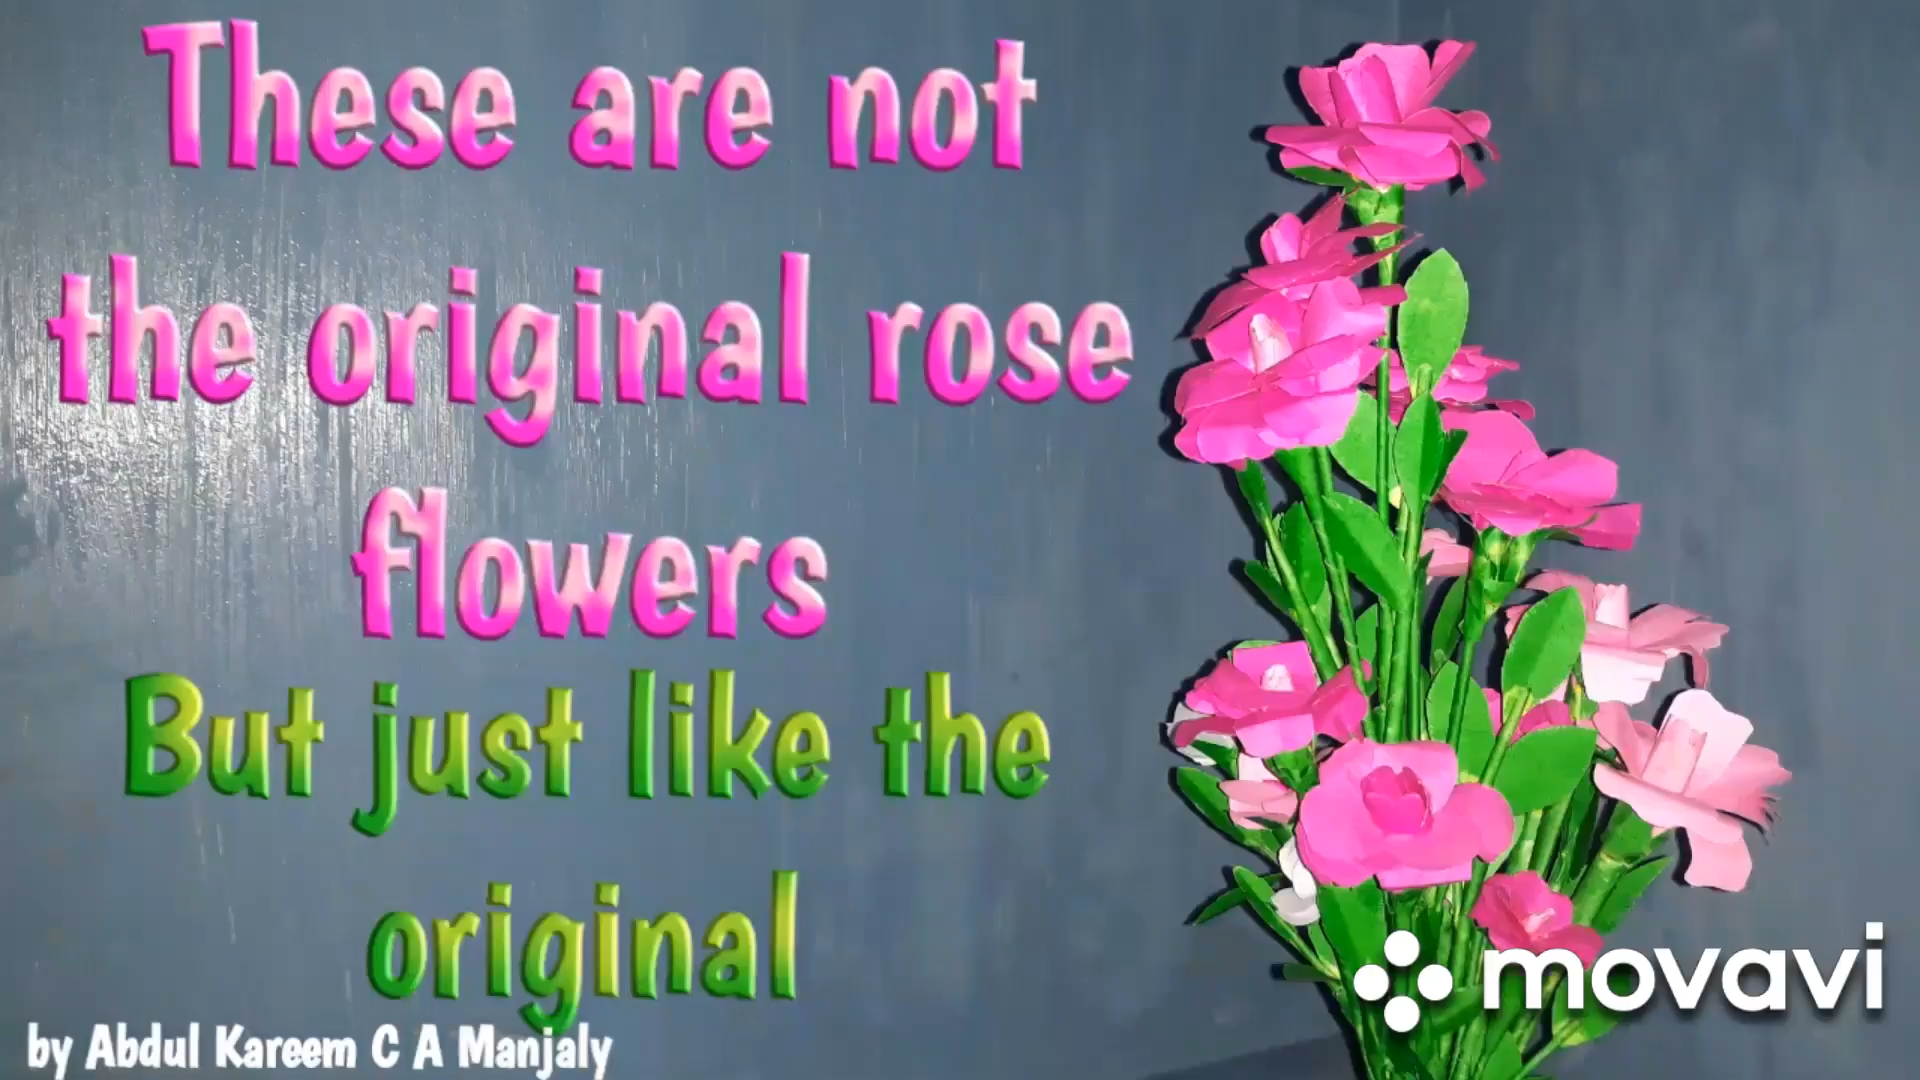 These are not
the original rose
flowers
But just like the
original
by Abdul Kareem C A Manjaly
movavi